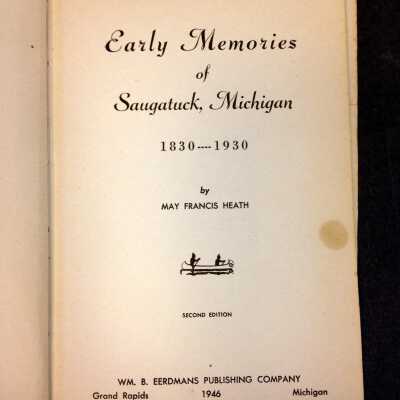 Early Memories
of
Saugatuck, Michigan
1830----1930
by
MAY FRANCIS HEATH
SECOND EDITION
WM. B. EERDMANS PUBLISHING COMPANY
Grand Rapids 1946 Michigan